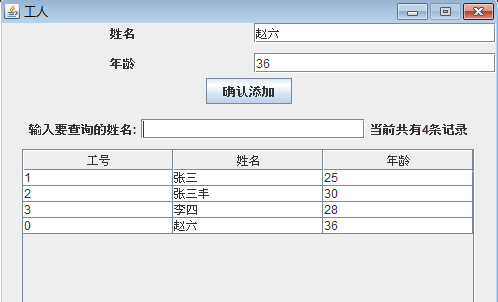 工人
姓名 赵六
年龄 36
确认添加
输入要查询的姓名: 当前共有4条记录
工号 姓名 年龄
1 张三 25
2 张三丰 30
3 李四 28
0 赵六 36